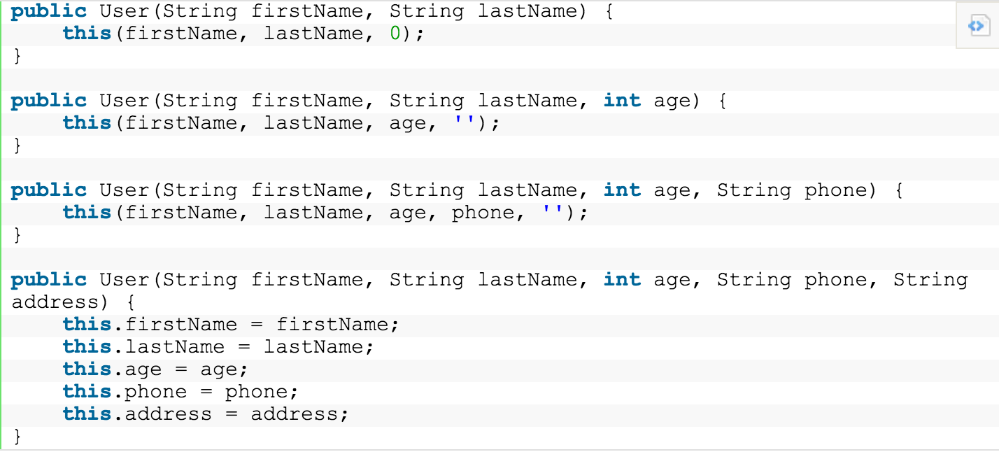 public User(String firstName, String lastName) {
    this(firstName, lastName, 0);
}

public User(String firstName, String lastName, int age) {
    this(firstName, lastName, age, '');
}

public User(String firstName, String lastName, int age, String phone) {
    this(firstName, lastName, age, phone, '');
}

public User(String firstName, String lastName, int age, String phone, String
address) {
    this.firstName = firstName;
    this.lastName = lastName;
    this.age = age;
    this.phone = phone;
    this.address = address;
}